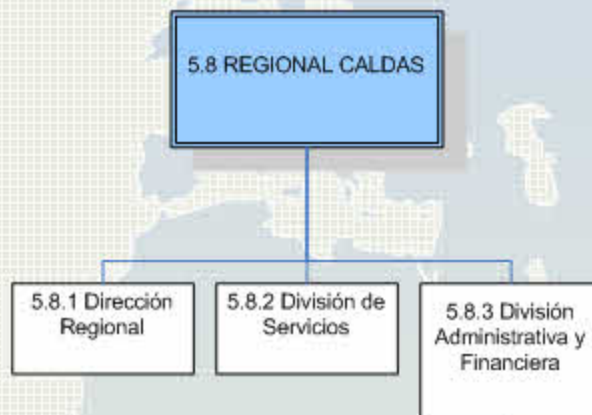 5.8 REGIONAL CALDAS
5.8.1 Dirección
Regional
5.8.2 División de
Servicios
5.8.3 División
Administrativa y
Financiera